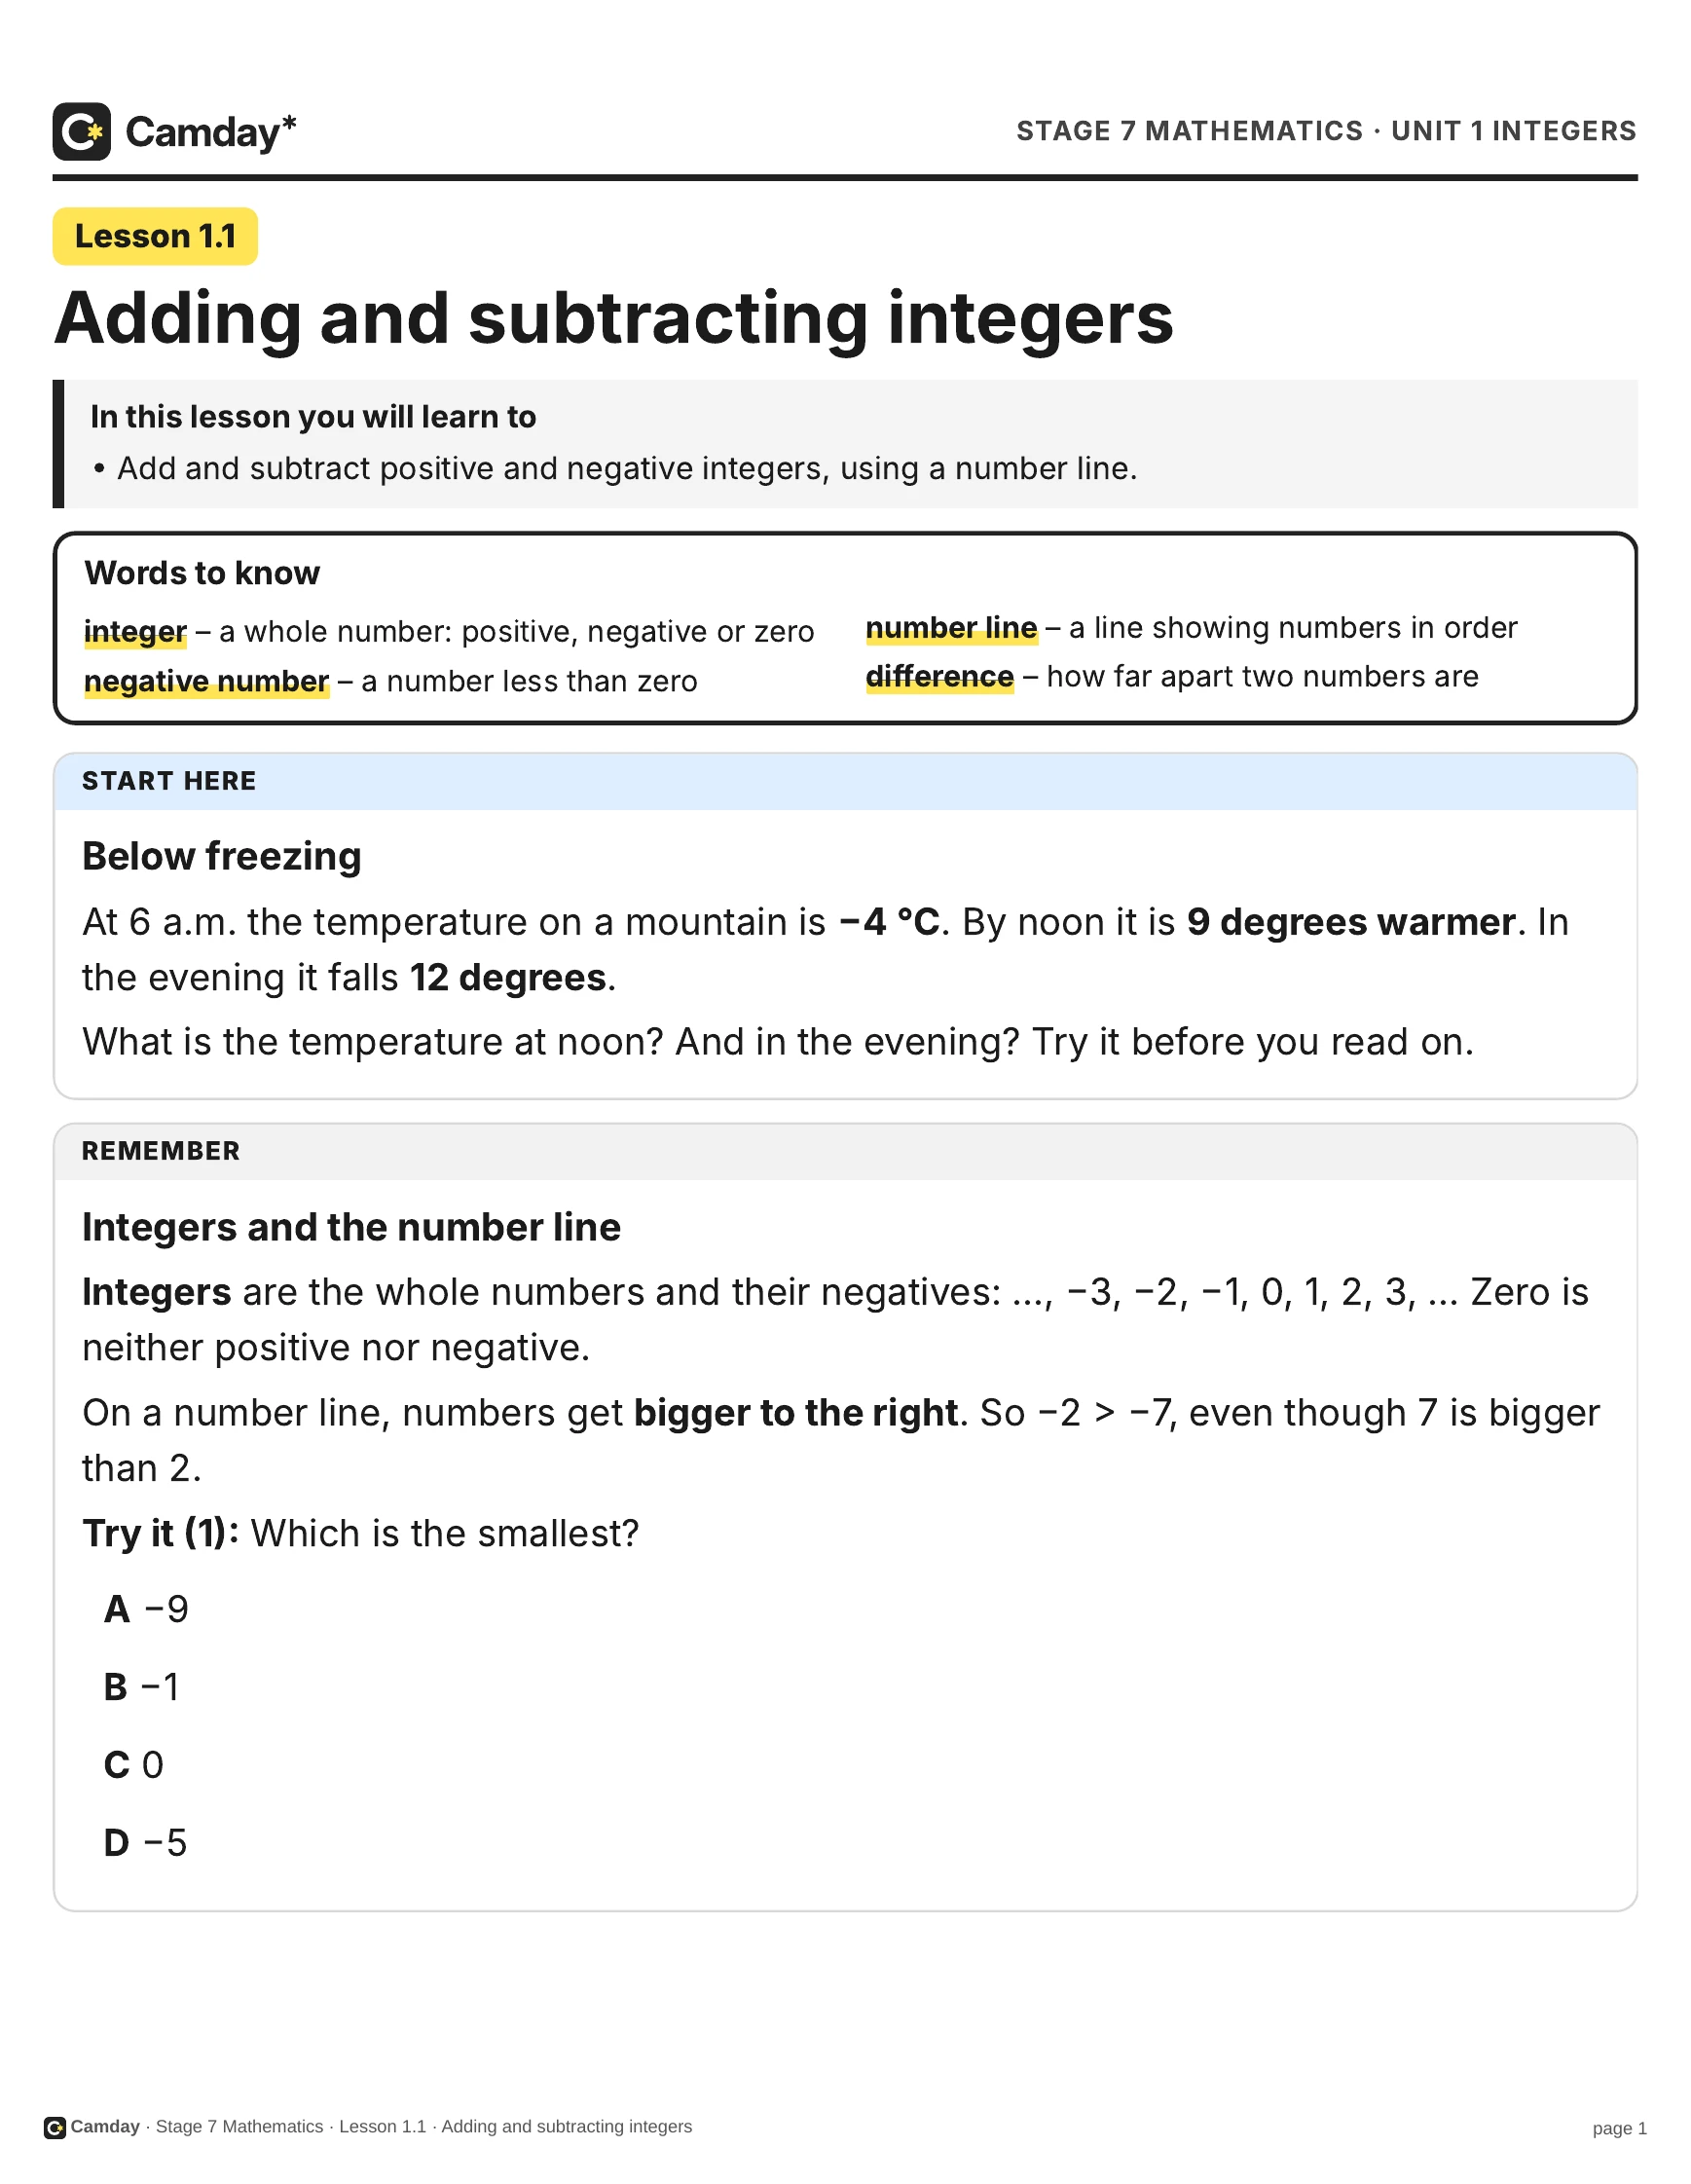 Camday*
STAGE 7 MATHEMATICS · UNIT 1 INTEGERS
Lesson 1.1
Adding and subtracting integers
In this lesson you will learn to
• Add and subtract positive and negative integers, using a number line.
Words to know
integer – a whole number: positive, negative or zero
negative number – a number less than zero
number line – a line showing numbers in order
difference – how far apart two numbers are
START HERE
Below freezing
At 6 a.m. the temperature on a mountain is −4 °C. By noon it is 9 degrees warmer. In
the evening it falls 12 degrees.
What is the temperature at noon? And in the evening? Try it before you read on.
REMEMBER
Integers and the number line
Integers are the whole numbers and their negatives: …, −3, −2, −1, 0, 1, 2, 3, … Zero is
neither positive nor negative.
On a number line, numbers get bigger to the right. So −2 > −7, even though 7 is bigger
than 2.
Try it (1): Which is the smallest?
A −9
B −1
C 0
D −5
Camday · Stage 7 Mathematics · Lesson 1.1 · Adding and subtracting integers
page 1